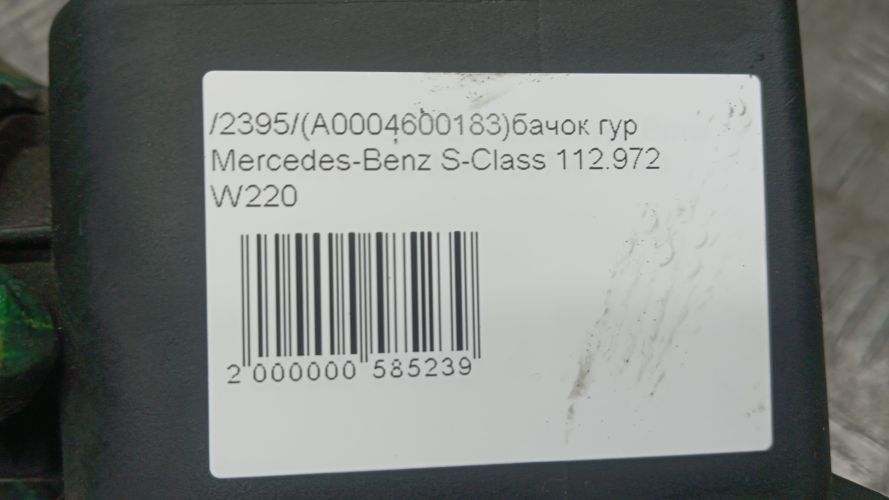 /2395/(A0004600183)бачок гур
Mercedes-Benz S-Class 112.972
W220
2 000000 585239